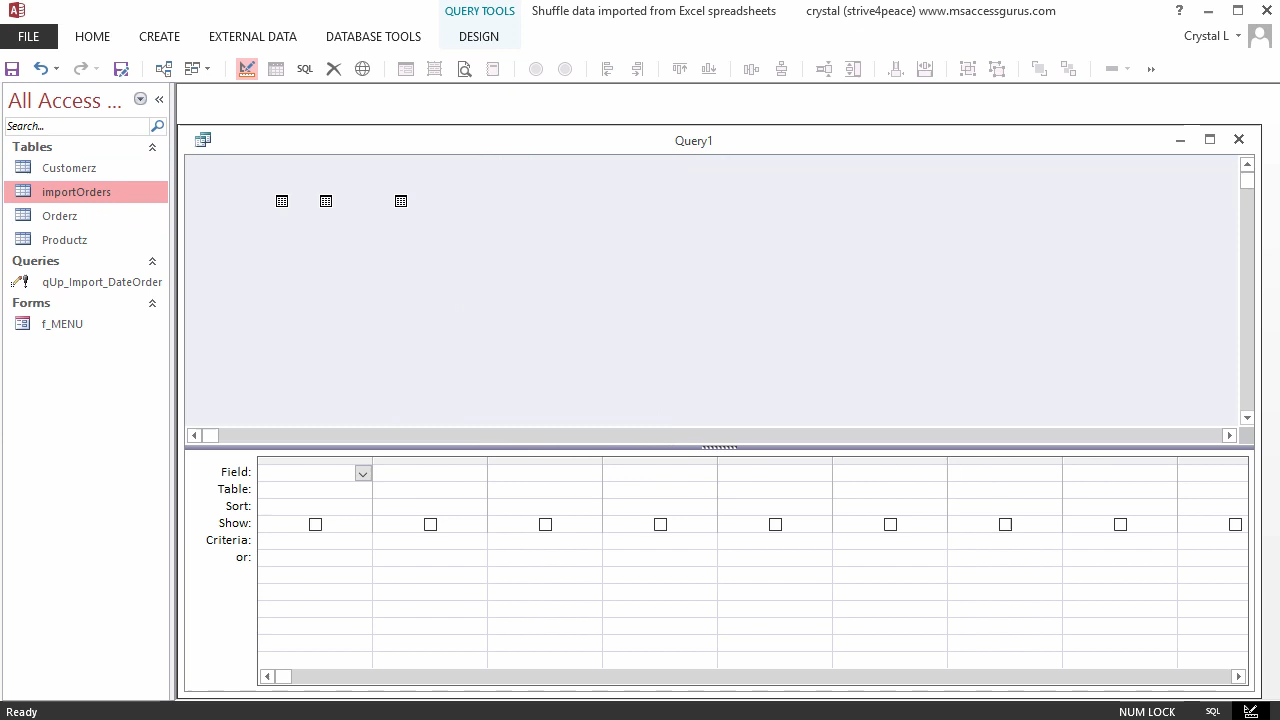 QUERY TOOLS
Shuffle data imported from Excel spreadsheets
crystal (strive4peace) www.msaccessgurus.com
?
FILE
HOME
CREATE
EXTERNAL DATA
DATABASE TOOLS
DESIGN
Crystal L
SQL
All Access ...
Search...
Tables
Customerz
importOrders
Orderz
Productz
Queries
qUp_Import_DateOrder
Forms
f_MENU
Query1
Field:
Table:
Sort:
Show:
Criteria:
or:
Ready
NUM LOCK
SQL